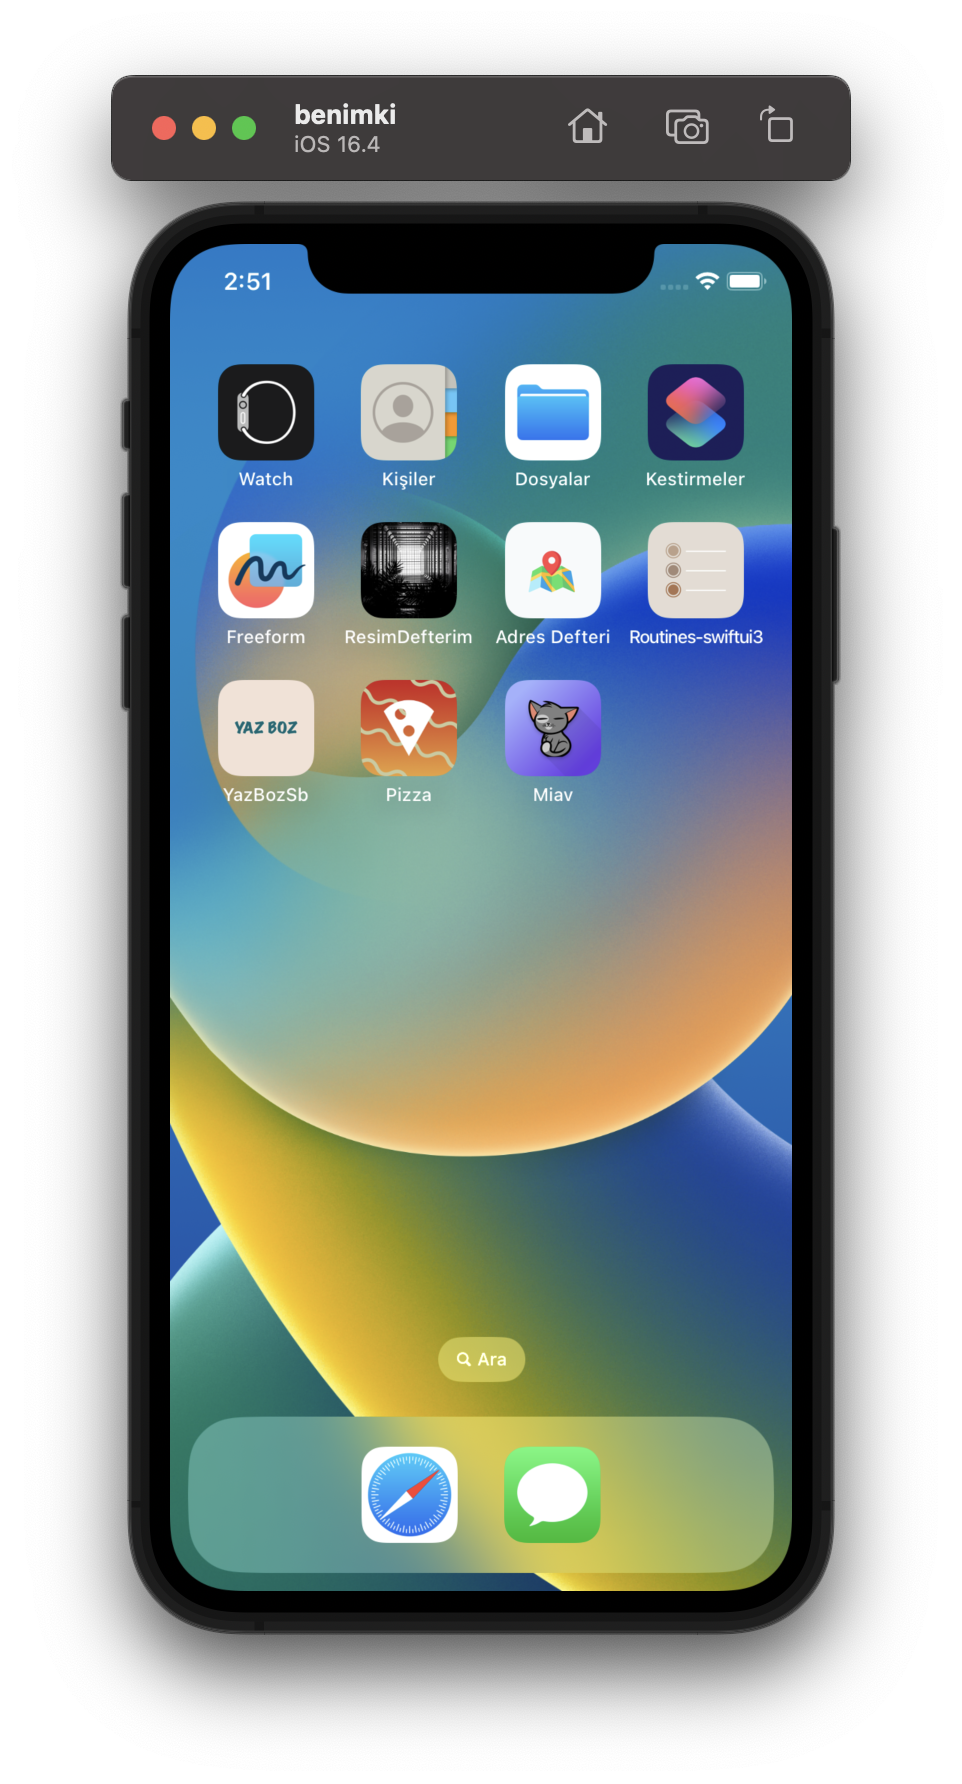 benimki
iOS 16.4
2:51
Watch
Kişiler
Dosyalar
Kestirmeler
Freeform
ResimDefterim
Adres Defteri
Routines-swiftui3
YAZ BOZ
YazBozSb
Pizza
Miav
Ara